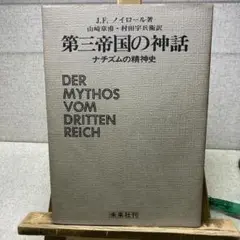 J.F. ノイロール著
山崎章甫・村田宇兵衛訳
第三帝国の神話
ナチズムの精神史
DER
MYTHOS
VOM
DRITTEN
REICH
未来社刊